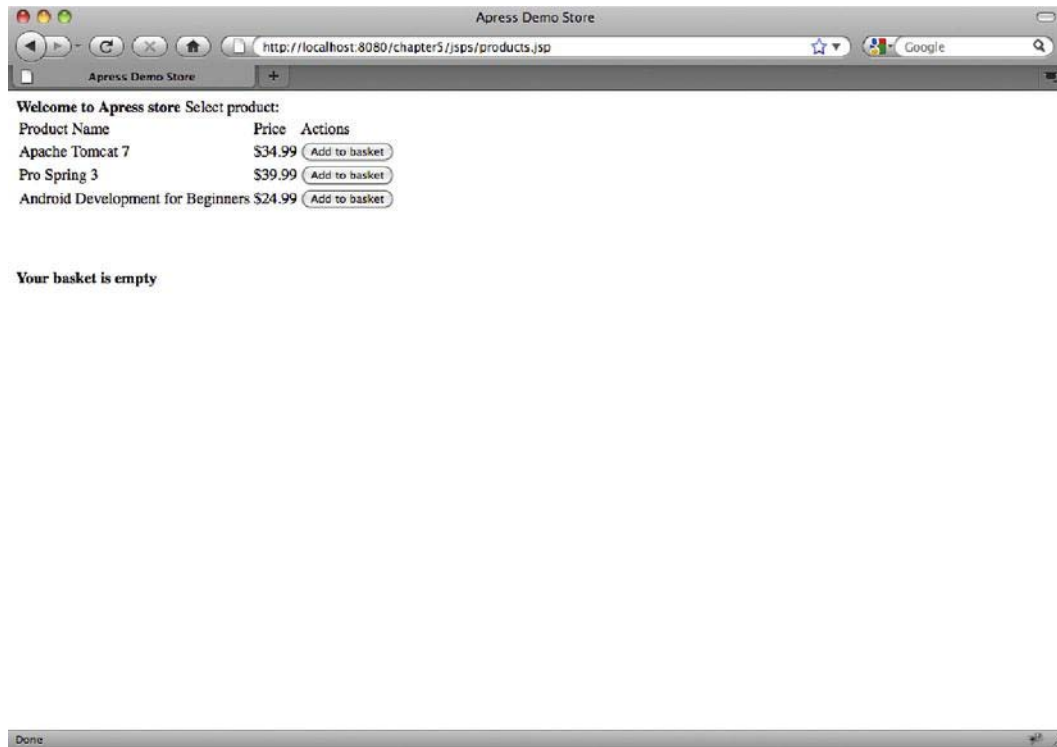 Apress Demo Store
http://localhost:8080/chapter5/jsps/products.jsp
Google
Apress Demo Store
Welcome to Apress store Select product:
Product Name Price Actions
Apache Tomcat 7 $34.99 Add to basket
Pro Spring 3 $39.99 Add to basket
Android Development for Beginners $24.99 Add to basket
Your basket is empty
Done